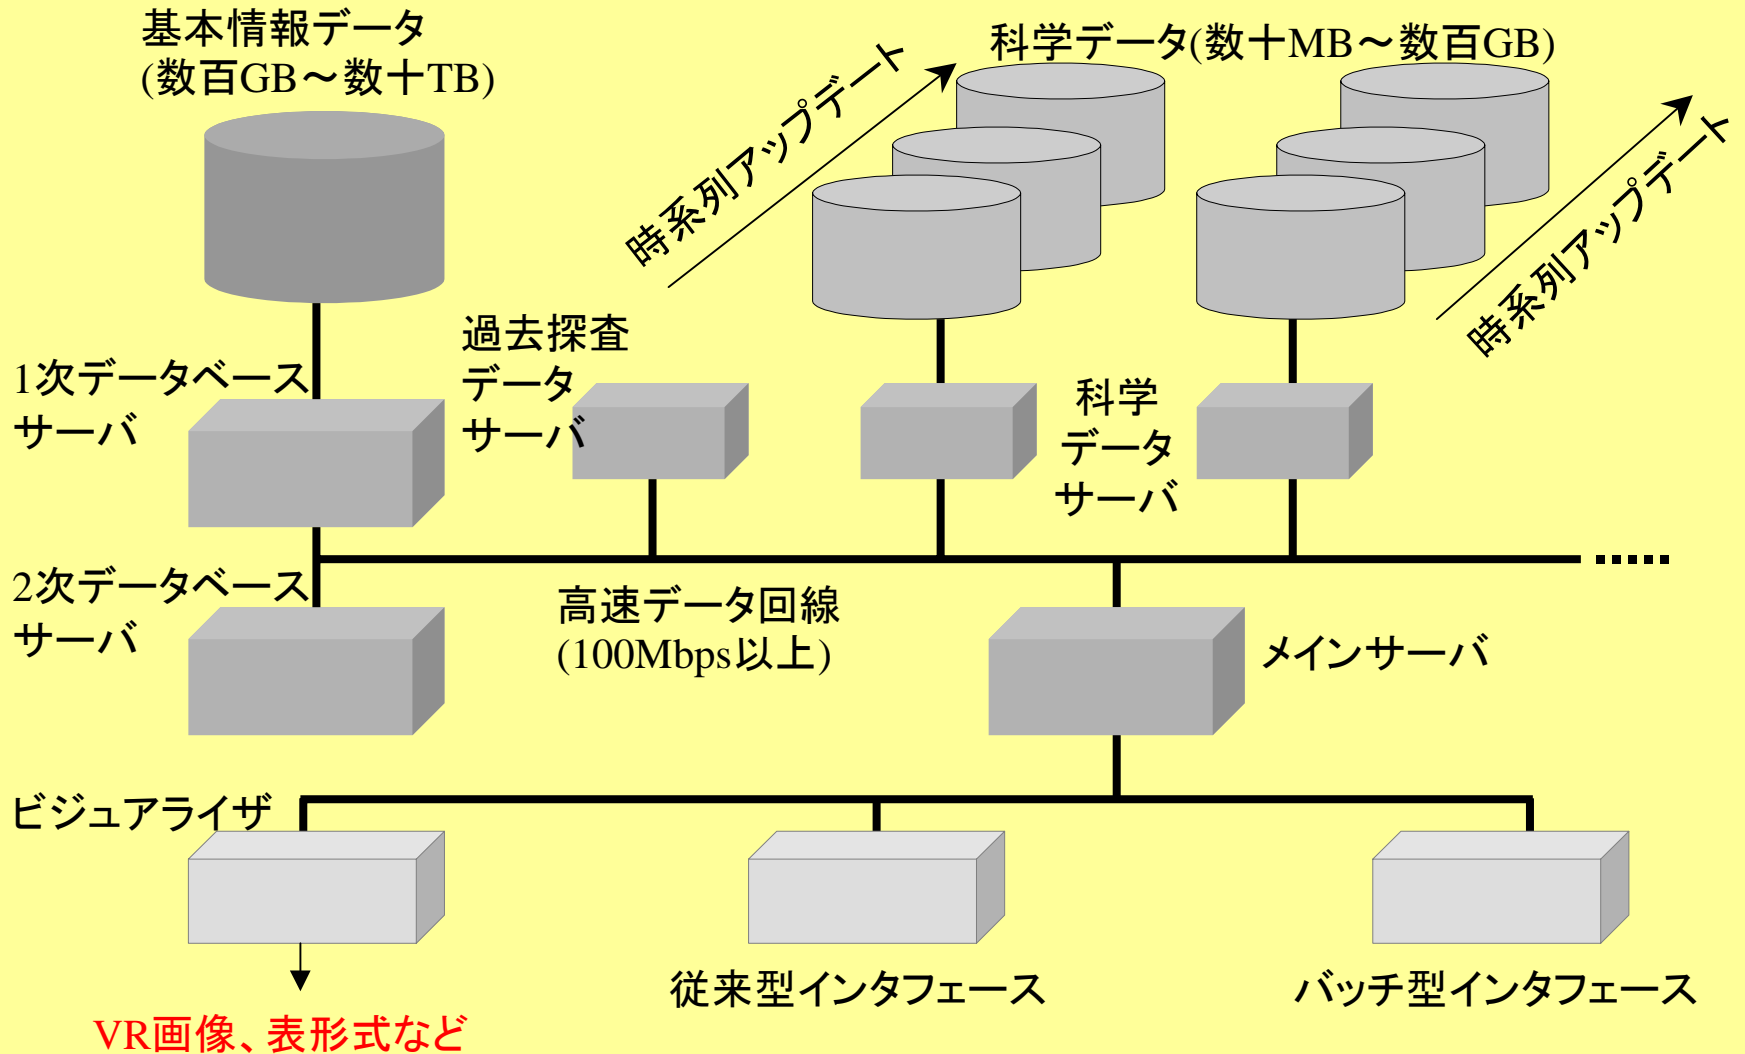 基本情報データ
(数百GB～数十TB)
科学データ(数十MB～数百GB)
時系列アップデート
時系列アップデート
1次データベース
サーバ
過去探査
データ
サーバ
科学
データ
サーバ
2次データベース
サーバ
高速データ回線
(100Mbps以上)
メインサーバ
ビジュアライザ
従来型インタフェース
バッチ型インタフェース
VR画像、表形式など